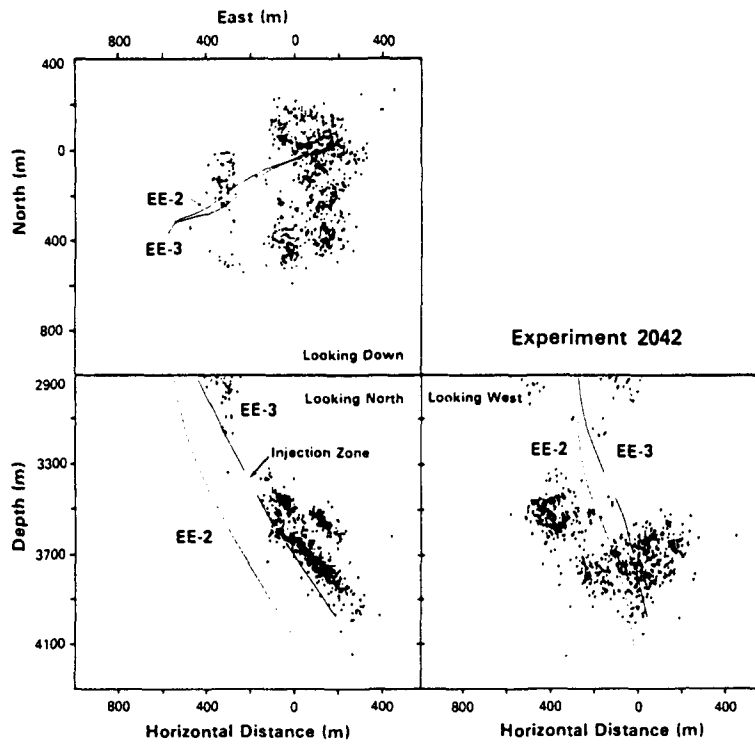 East (m)
800 400 0 400
400
0
400
800
North (m)
EE-2
EE-3
Looking Down
Experiment 2042
2900
3300
3700
4100
Depth (m)
Looking North
EE-3
Injection Zone
EE-2
800 400 0 400
Horizontal Distance (m)
Looking West
EE-2
EE-3
800 400 0 400
Horizontal Distance (m)